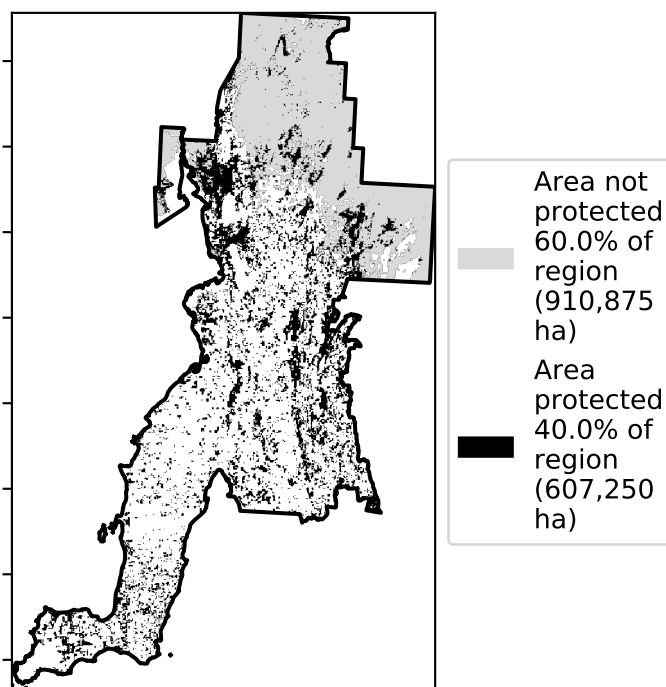 Area not
protected
60.0% of
region
(910,875
ha)
Area
protected
40.0% of
region
(607,250
ha)